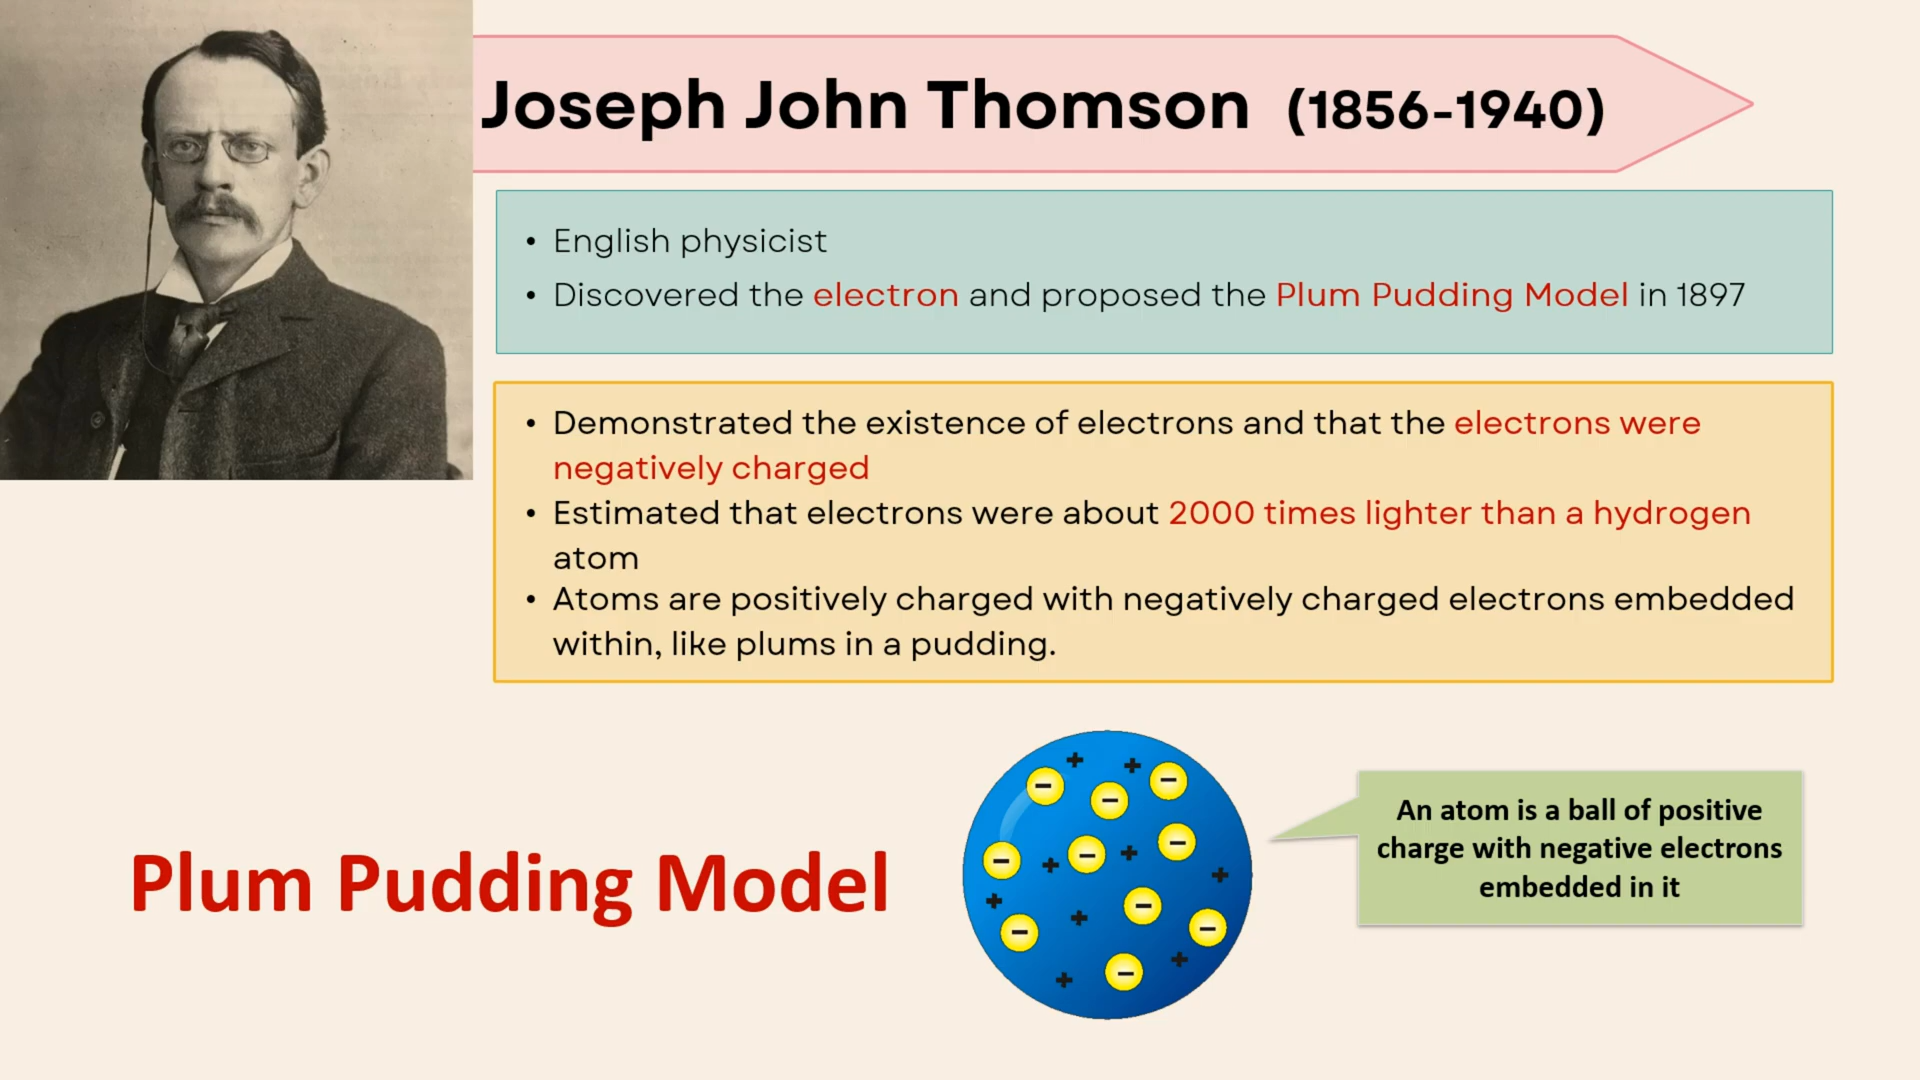 Joseph John Thomson (1856-1940)
• English physicist
• Discovered the electron and proposed the Plum Pudding Model in 1897
• Demonstrated the existence of electrons and that the electrons were
negatively charged
• Estimated that electrons were about 2000 times lighter than a hydrogen
atom
• Atoms are positively charged with negatively charged electrons embedded
within, like plums in a pudding.
Plum Pudding Model
An atom is a ball of positive
charge with negative electrons
embedded in it